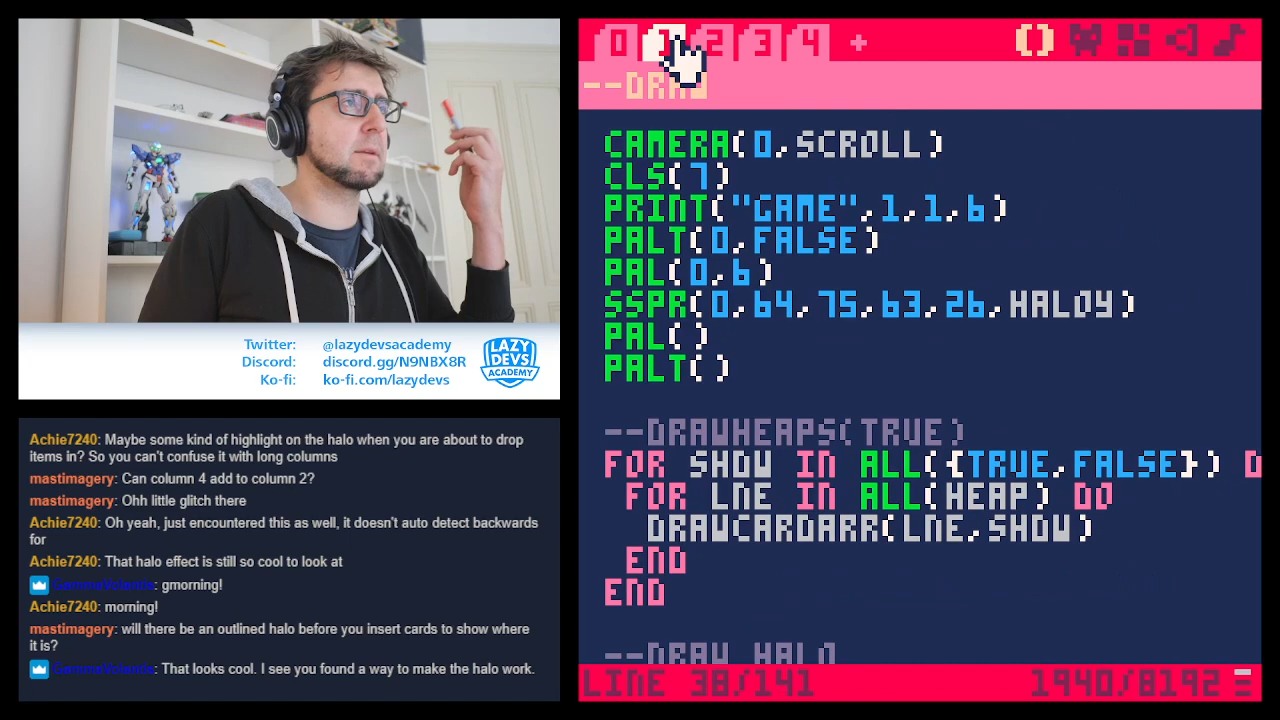 Twitter: @lazydevsacademy
Discord: discord.gg/N9NBX8R
Ko-fi: ko-fi.com/lazydevs
LAZY
DEVS
ACADEMY
Achie7240: Maybe some kind of highlight on the halo when you are about to drop
items in? So you can't confuse it with long columns
mastimagery: Can column 4 add to column 2?
mastimagery: Ohh little glitch there
Achie7240: Oh yeah, just encountered this as well, it doesn't auto detect backwards
for
Achie7240: That halo effect is still so cool to look at
gmorning!
Achie7240: morning!
mastimagery: will there be an outlined halo before you insert cards to show where
it is?
That looks cool. I see you found a way to make the halo work.
0 1 2 3 4 +
--DRAW
CAMERA(0,SCROLL)
CLS(7)
PRINT("GAME",1,1,6)
PALT(0,FALSE)
PAL(0,6)
SSPR(0,64,75,63,26,HALOY)
PAL()
PALT()
--DRAWHEAPS(TRUE)
FOR SHDW IN ALL({TRUE,FALSE}) D
FOR LNE IN ALL(HEAP) DO
DRAWCARDARR(LNE,SHDW)
END
END
--DRAW HALO
LINE 38/141
1940/8192